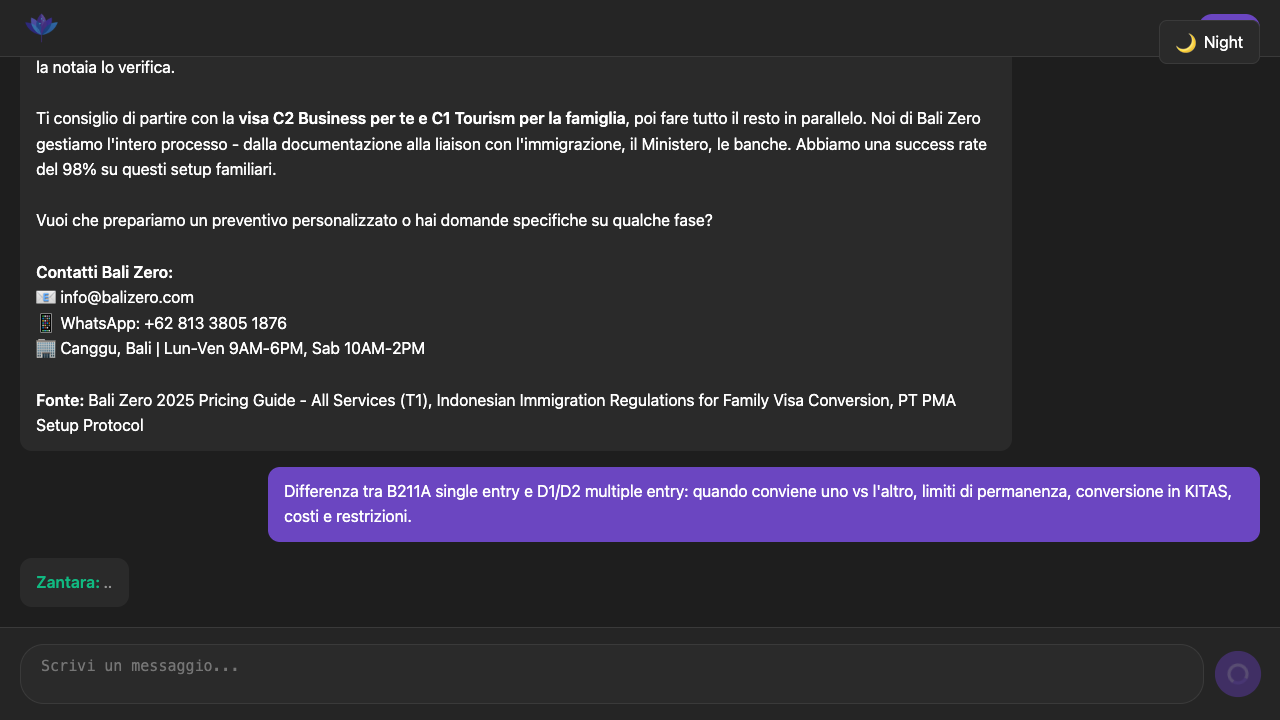 🌙 Night
la notaia lo verifica.
Ti consiglio di partire con la visa C2 Business per te e C1 Tourism per la famiglia, poi fare tutto il resto in parallelo. Noi di Bali Zero
gestiamo l'intero processo - dalla documentazione alla liaison con l'immigrazione, il Ministero, le banche. Abbiamo una success rate
del 98% su questi setup familiari.
Vuoi che prepariamo un preventivo personalizzato o hai domande specifiche su qualche fase?
Contatti Bali Zero:
📧 info@balizero.com
📱 WhatsApp: +62 813 3805 1876
🏢 Canggu, Bali | Lun-Ven 9AM-6PM, Sab 10AM-2PM
Fonte: Bali Zero 2025 Pricing Guide - All Services (T1), Indonesian Immigration Regulations for Family Visa Conversion, PT PMA
Setup Protocol
Differenza tra B211A single entry e D1/D2 multiple entry: quando conviene uno vs l'altro, limiti di permanenza, conversione in KITAS,
costi e restrizioni.
Zantara: ..
Scrivi un messaggio...